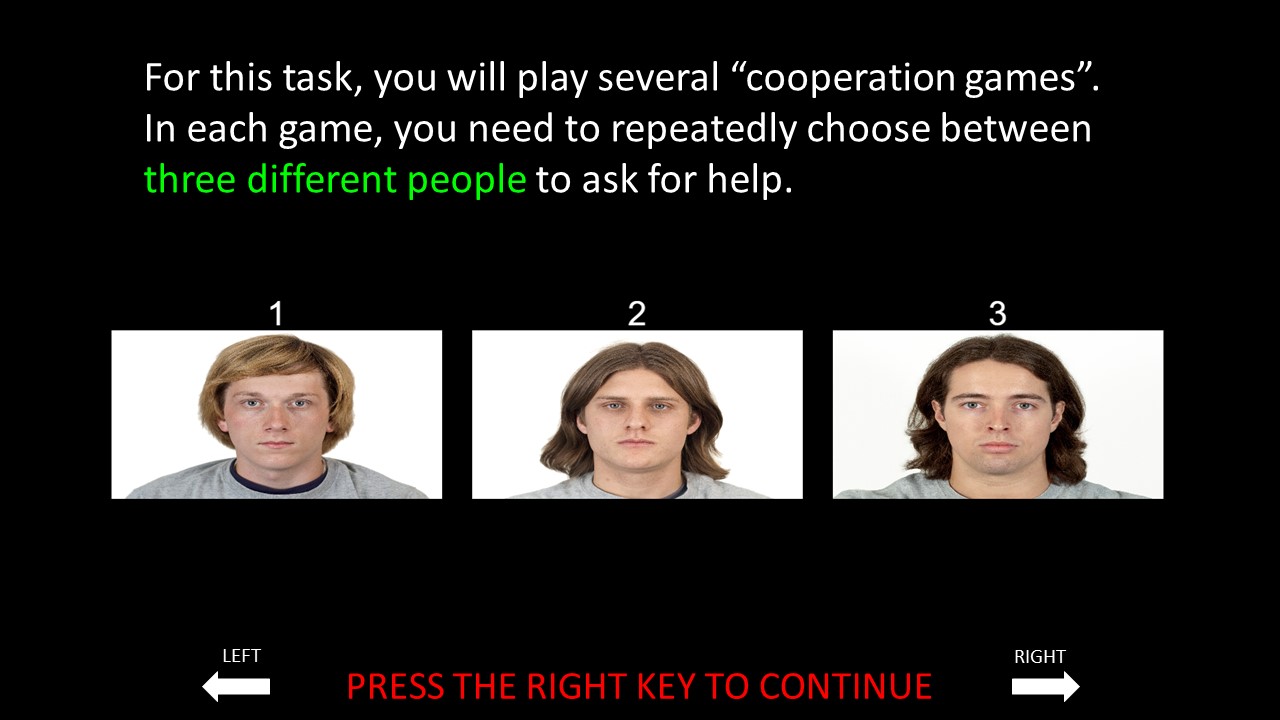 For this task, you will play several “cooperation games”.
In each game, you need to repeatedly choose between
three different people to ask for help.
1
2
3
LEFT
RIGHT
PRESS THE RIGHT KEY TO CONTINUE